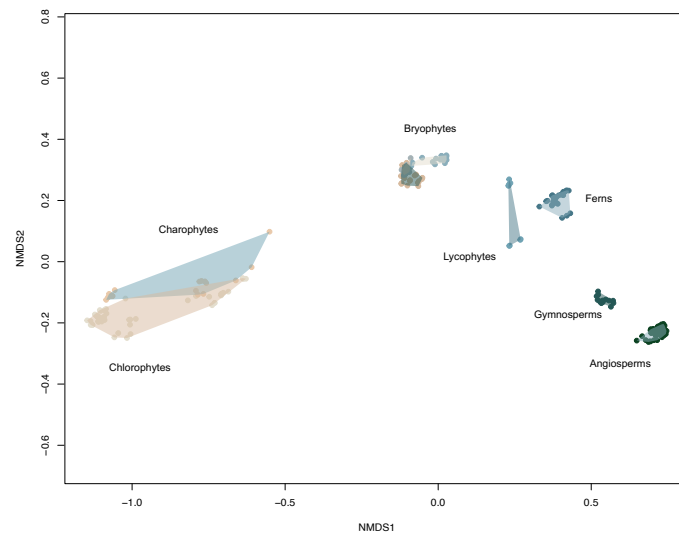 0.8
0.6
0.4
0.2
0.0
−0.2
−0.4
−0.6
NMDS2
Bryophytes
Ferns
Charophytes
Lycophytes
Gymnosperms
Angiosperms
Chlorophytes
−1.0 −0.5 0.0 0.5
NMDS1